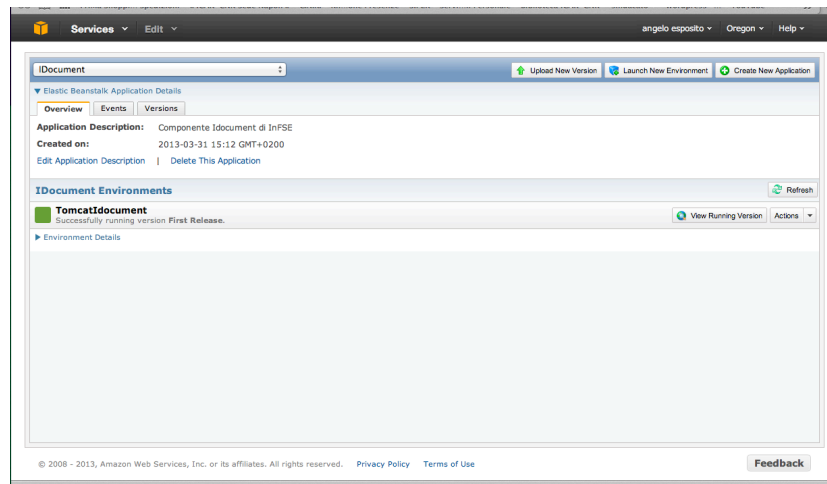 Services Edit angelo esposito Oregon Help
IDocument Upload New Version Launch New Environment Create New Application
Elastic Beanstalk Application Details
Overview Events Versions
Application Description: Componente Idocument di InFSE
Created on: 2013-03-31 15:12 GMT+0200
Edit Application Description | Delete This Application
IDocument Environments Refresh
TomcatIdocument
Successfully running version First Release. View Running Version Actions
Environment Details
© 2008 - 2013, Amazon Web Services, Inc. or its affiliates. All rights reserved. Privacy Policy Terms of Use Feedback